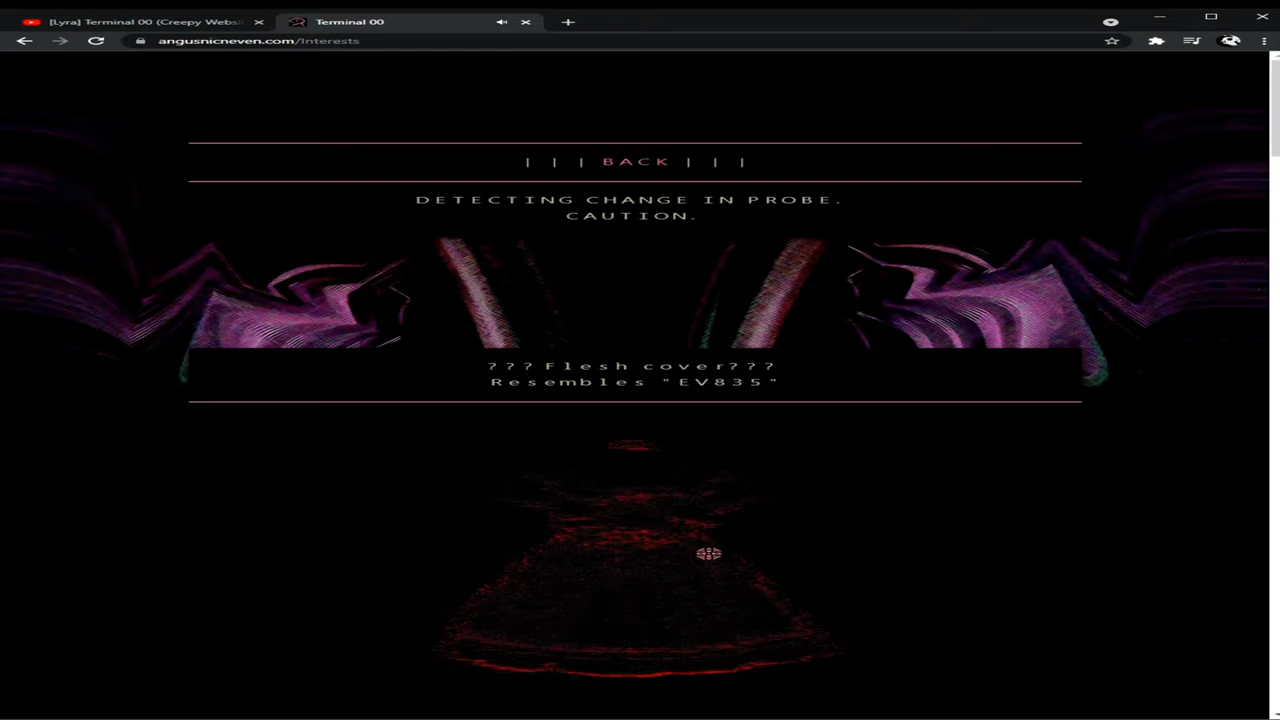 [Lyra] Terminal 00 (Creepy Websi
Terminal 00
angusnicneven.com/Interests
| | | BACK | | |
DETECTING CHANGE IN PROBE.
CAUTION.
???Flesh cover???
Resembles "EV835"